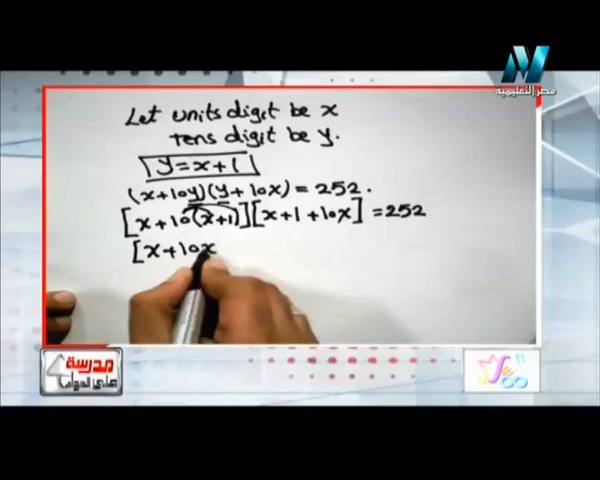 مصر التعليمية
Let units digit be x
tens digit be y.
y = x + 1
(x + 10y)(y + 10x) = 252.
[x + 10(x + 1)][x + 1 + 10x] = 252
[x + 10x
مدرسة
على الهواء